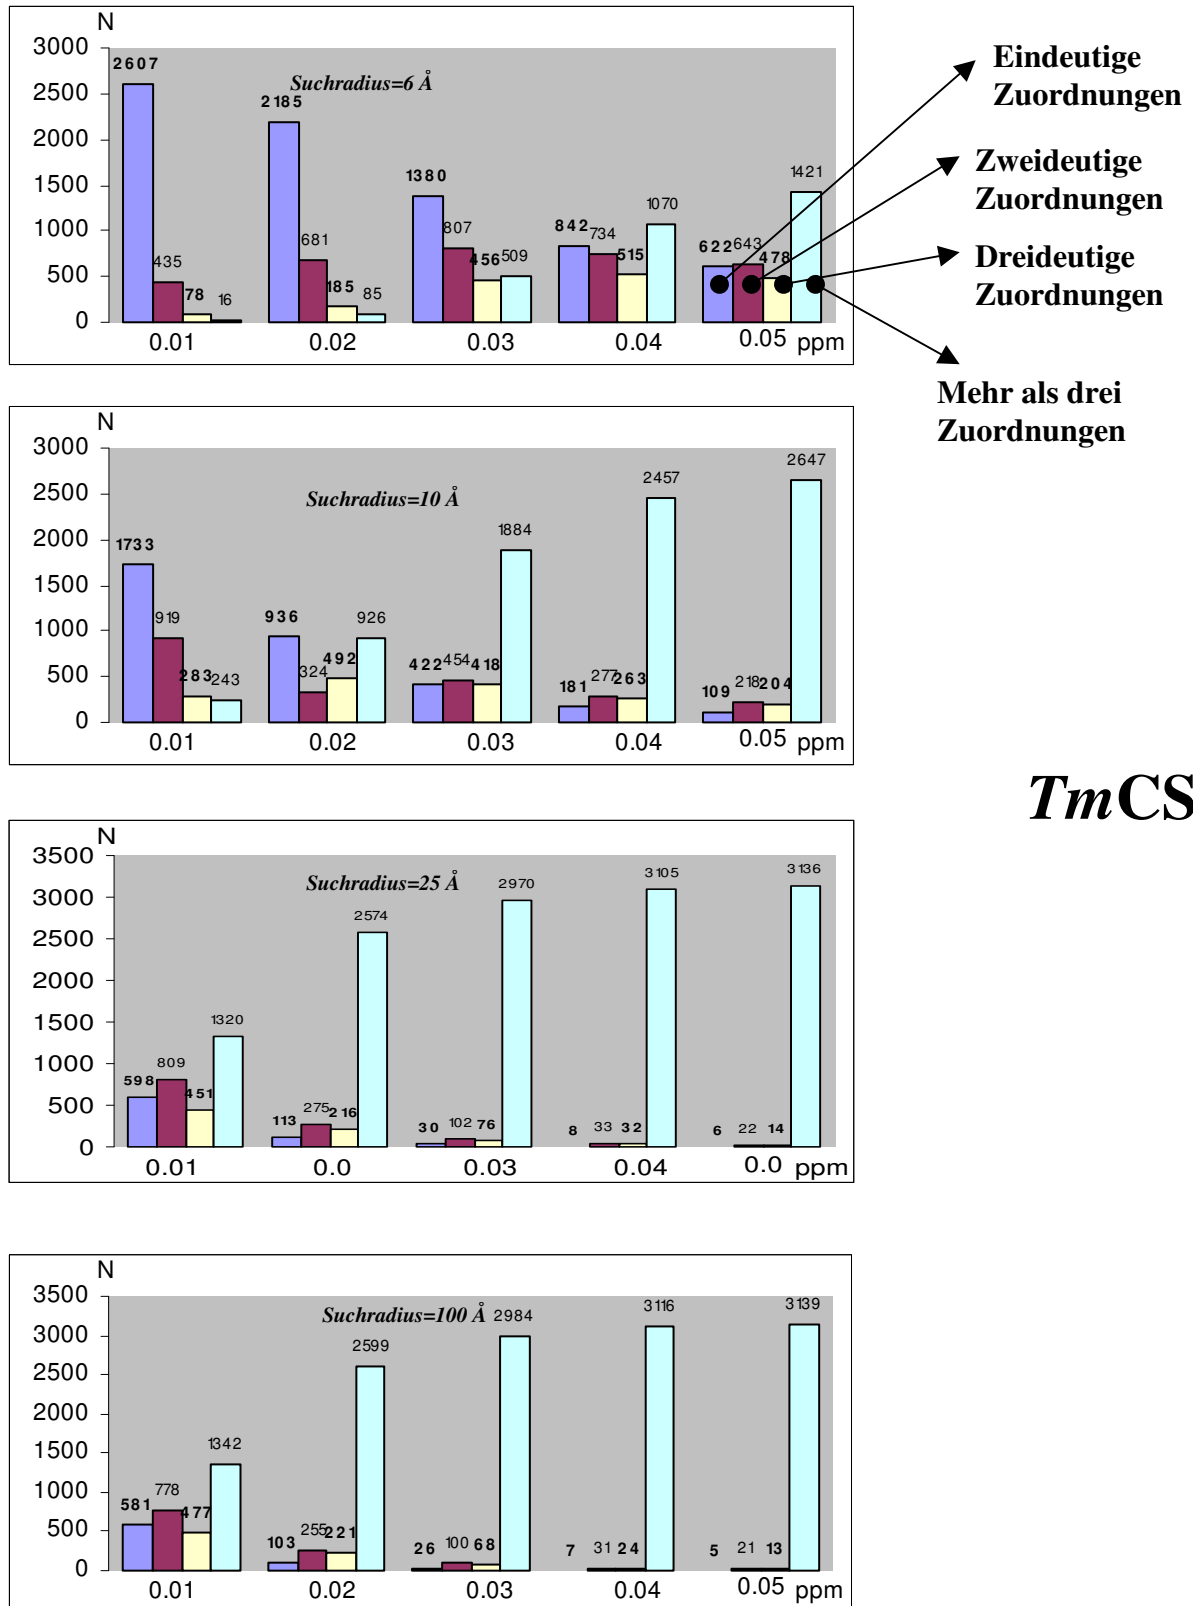 N
3000
2500
2000
1500
1000
500
0
Suchradius=6 Å
2607 435 78 16
2185 681 185 85
1380 807 456 509
842 734 515 1070
622 643 478 1421
0.01 0.02 0.03 0.04 0.05 ppm
Eindeutige
Zuordnungen
Zweideutige
Zuordnungen
Dreideutige
Zuordnungen
Mehr als drei
Zuordnungen
N
3000
2500
2000
1500
1000
500
0
Suchradius=10 Å
1733 919 283 243
936 324 492 926
422 454 418 1884
181 277 263 2457
109 218 204 2647
0.01 0.02 0.03 0.04 0.05 ppm
TmCS
N
3500
3000
2500
2000
1500
1000
500
0
Suchradius=25 Å
598 809 451 1320
113 275 216 2574
30 102 76 2970
8 33 32 3105
6 22 14 3136
0.01 0.0 0.03 0.04 0.0 ppm
N
3500
3000
2500
2000
1500
1000
500
0
Suchradius=100 Å
581 778 477 1342
103 255 221 2599
26 100 68 2984
7 31 24 3116
5 21 13 3139
0.01 0.02 0.03 0.04 0.05 ppm